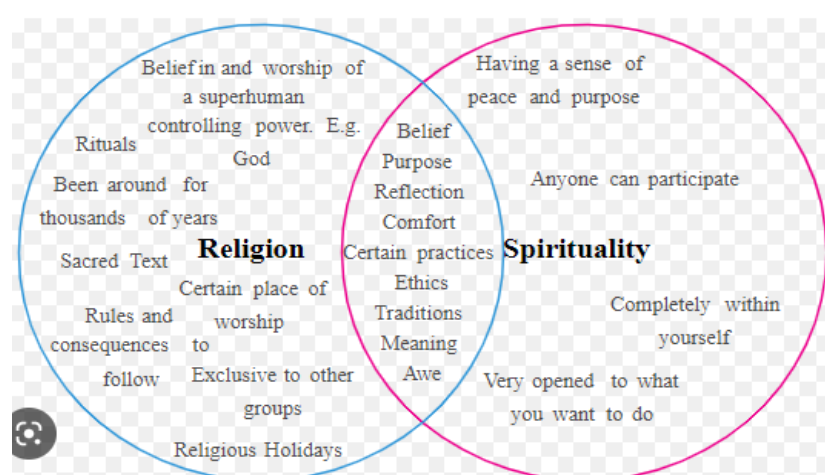 Belief in and worship of
a superhuman
controlling power. E.g.
God
Rituals
Been around for
thousands of years
Religion
Sacred Text
Certain place of
worship
Rules and
consequences to
follow
Exclusive to other
groups
Religious Holidays
Belief
Purpose
Reflection
Comfort
Certain practices
Ethics
Traditions
Meaning
Awe
Having a sense of
peace and purpose
Anyone can participate
Spirituality
Completely within
yourself
Very opened to what
you want to do